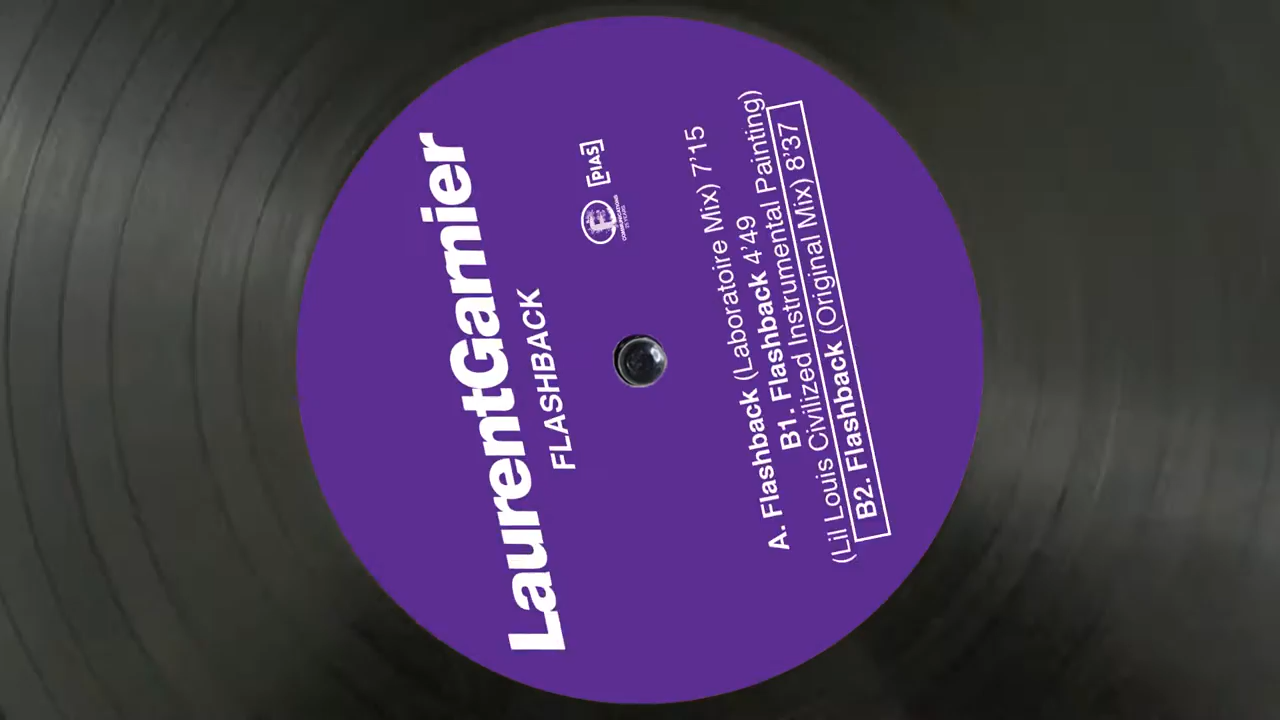 LaurentGarnier
FLASHBACK
F
COMMUNICATIONS
[PIAS]
A. Flashback (Laboratoire Mix) 7'15
B1. Flashback 4'49
(Lil Louis Civilized Instrumental Painting)
B2. Flashback (Original Mix) 8'37